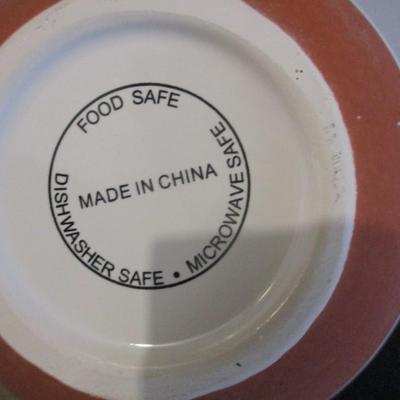 FOOD SAFE
MADE IN CHINA
DISHWASHER SAFE • MICROWAVE SAFE